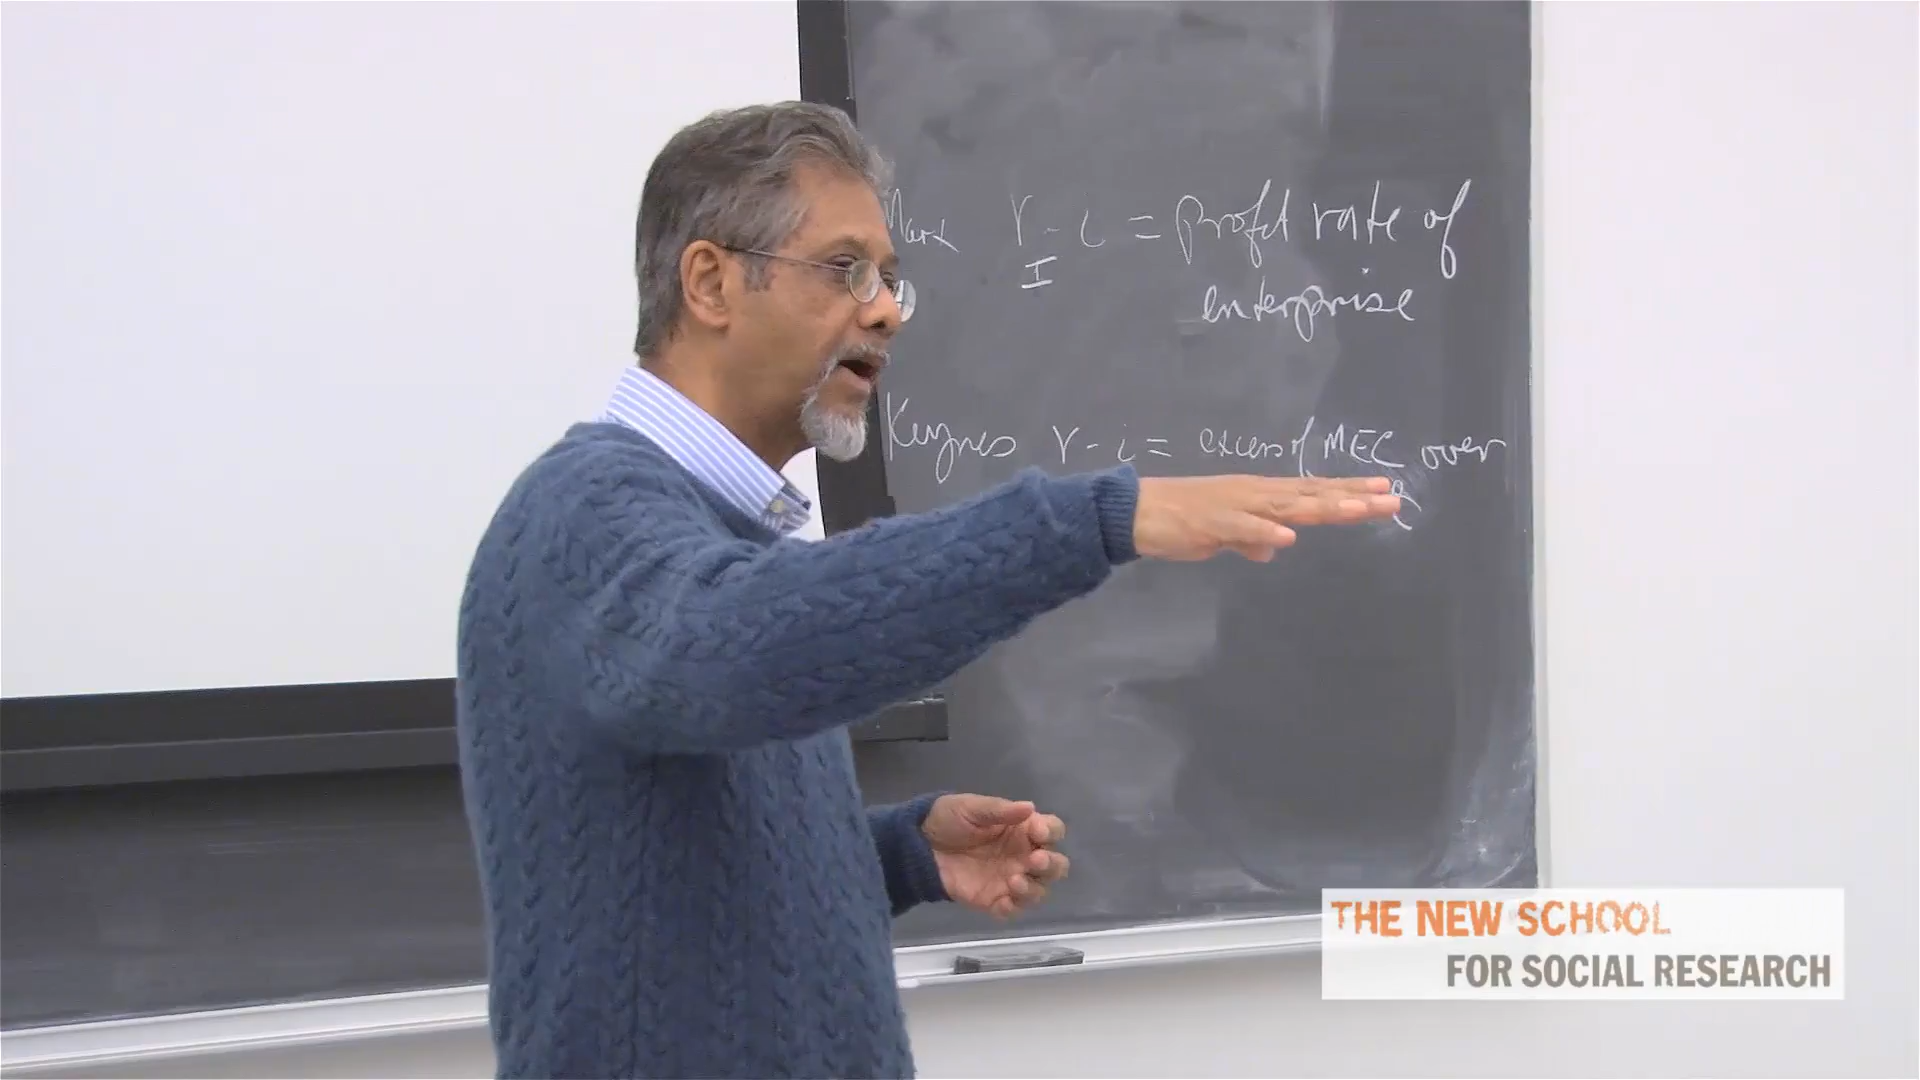 Marx r - i = profit rate of
I
enterprise
Keynes r - i = excess of MEC over
THE NEW SCHOOL
FOR SOCIAL RESEARCH